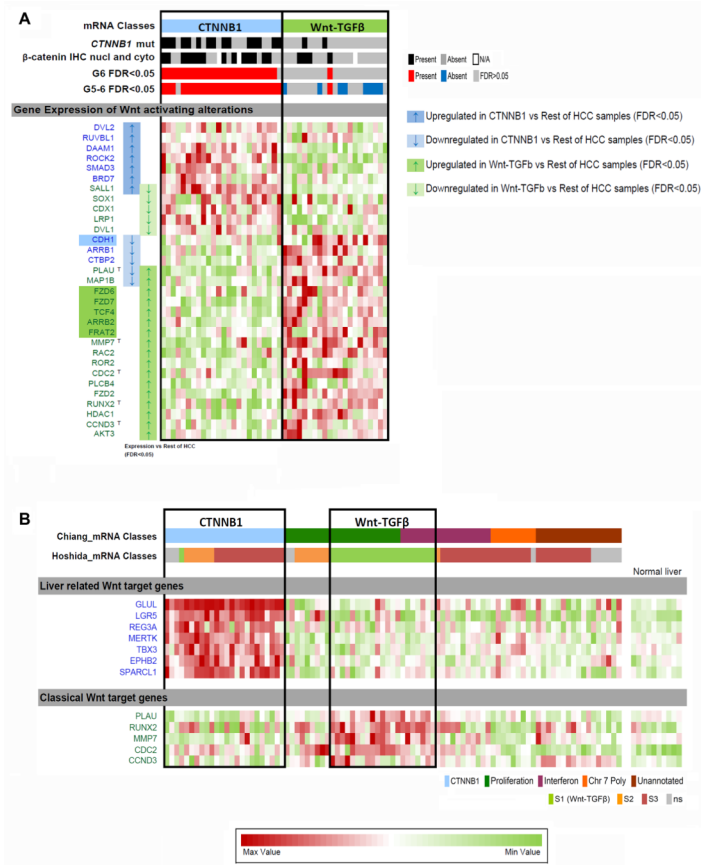 A
mRNA Classes
CTNNB1
Wnt-TGFβ
CTNNB1 mut
β-catenin IHC nucl and cyto
G6 FDR<0.05
G5-6 FDR<0.05
Present
Absent
N/A
Present
Absent
FDR>0.05
Gene Expression of Wnt activating alterations
Upregulated in CTNNB1 vs Rest of HCC samples (FDR<0.05)
Downregulated in CTNNB1 vs Rest of HCC samples (FDR<0.05)
Upregulated in Wnt-TGFb vs Rest of HCC samples (FDR<0.05)
Downregulated in Wnt-TGFb vs Rest of HCC samples (FDR<0.05)
DVL2
RUVBL1
DAAM1
ROCK2
SMAD3
BRD7
SALL1
SOX1
CDX1
LRP1
DVL1
CDH1
ARRB1
CTBP2
PLAU T
MAP1B
FZD6
FZD7
TCF4
ARRB2
FRAT2
MMP7 T
RAC2
ROR2
CDC2 T
PLCB4
FZD2
RUNX2 T
HDAC1
CCND3 T
AKT3
Expression vs Rest of HCC
(FDR<0.05)
B
CTNNB1
Wnt-TGFβ
Chiang_mRNA Classes
Hoshida_mRNA Classes
Normal liver
Liver related Wnt target genes
GLUL
LGR5
REG3A
MERTK
TBX3
EPHB2
SPARCL1
Classical Wnt target genes
PLAU
RUNX2
MMP7
CDC2
CCND3
CTNNB1
Proliferation
Interferon
Chr 7 Poly
Unannotated
S1 (Wnt-TGFβ)
S2
S3
ns
Max Value
Min Value